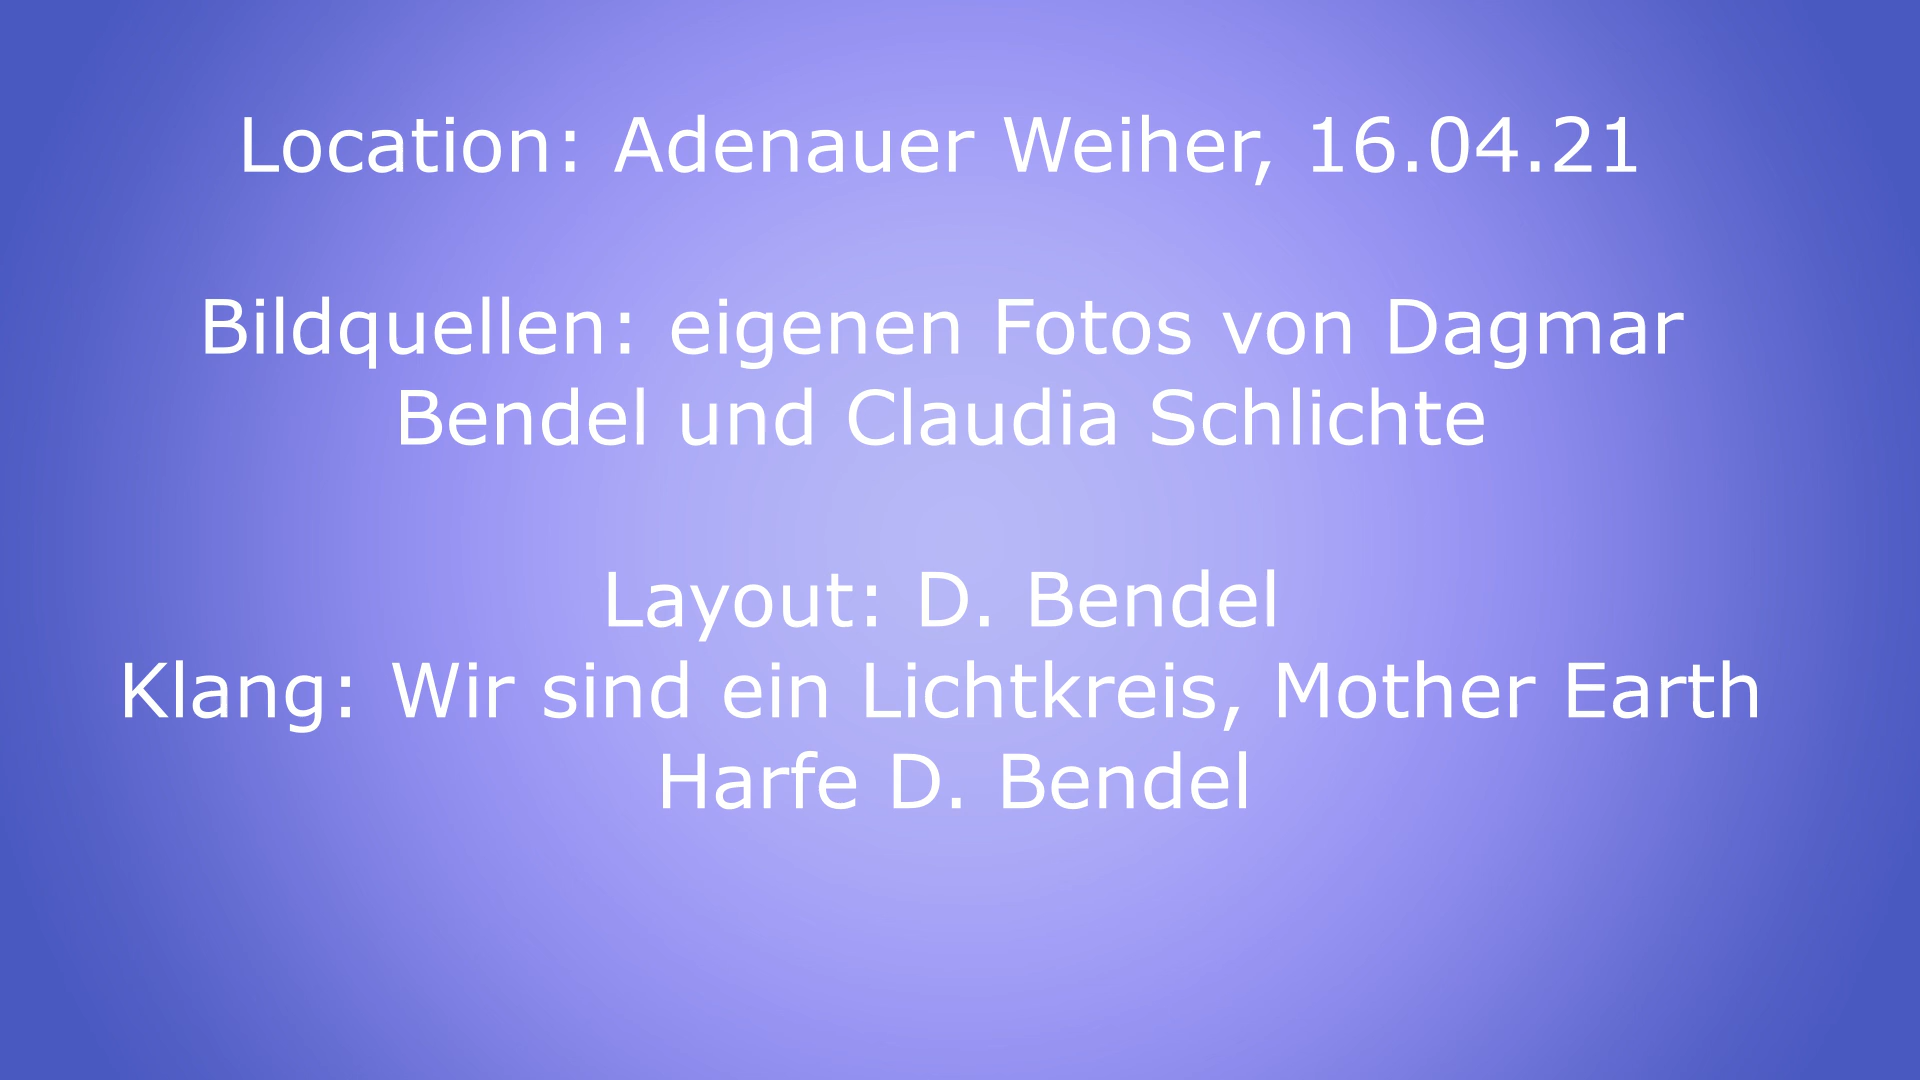 Location: Adenauer Weiher, 16.04.21
Bildquellen: eigenen Fotos von Dagmar
Bendel und Claudia Schlichte
Layout: D. Bendel
Klang: Wir sind ein Lichtkreis, Mother Earth
Harfe D. Bendel